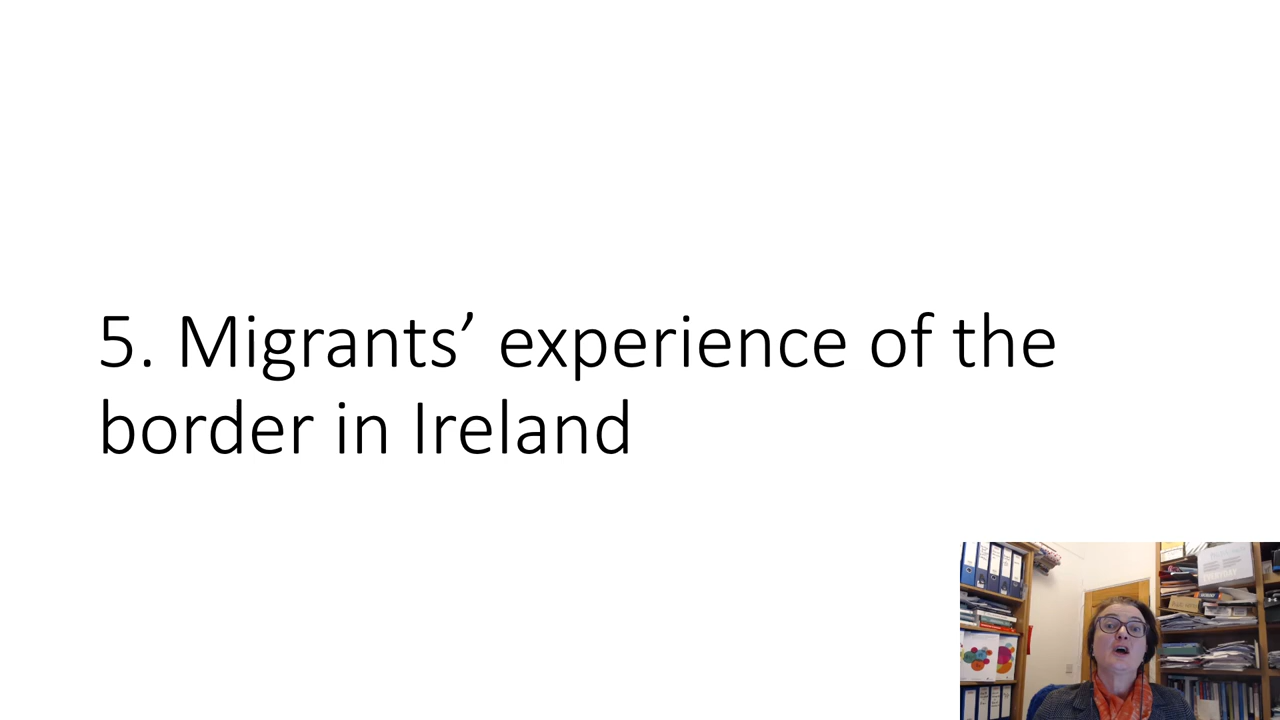 5. Migrants’ experience of the
border in Ireland